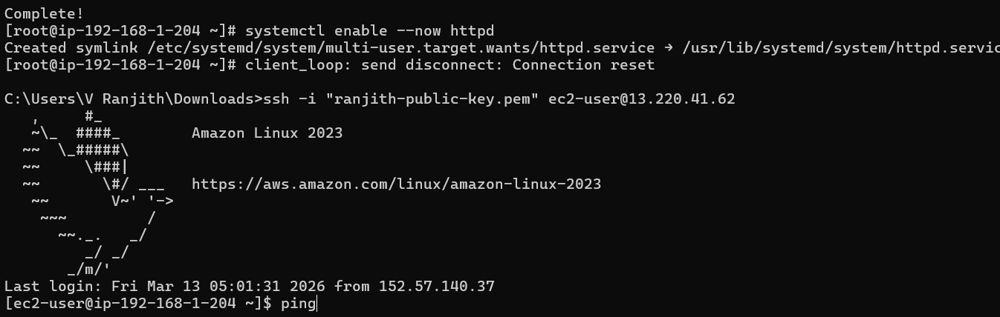 Complete!
[root@ip-192-168-1-204 ~]# systemctl enable --now httpd
Created symlink /etc/systemd/system/multi-user.target.wants/httpd.service → /usr/lib/systemd/system/httpd.servic
[root@ip-192-168-1-204 ~]# client_loop: send disconnect: Connection reset

C:\Users\V Ranjith\Downloads>ssh -i "ranjith-public-key.pem" ec2-user@13.220.41.62
   ,     #_
   ~\_  ####_        Amazon Linux 2023
  ~~  \_#####\
  ~~     \###|
  ~~       \#/ ___   https://aws.amazon.com/linux/amazon-linux-2023
   ~~       V~' '->
    ~~~         /
      ~~._.   _/
         _/ _/
       _/m/'
Last login: Fri Mar 13 05:01:31 2026 from 152.57.140.37
[ec2-user@ip-192-168-1-204 ~]$ ping